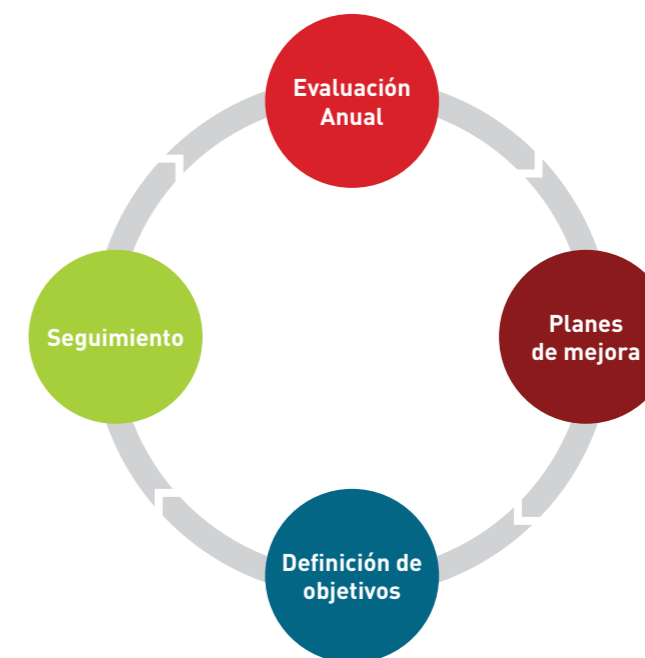 Evaluación
Anual
Seguimiento
Planes
de mejora
Definición de
objetivos